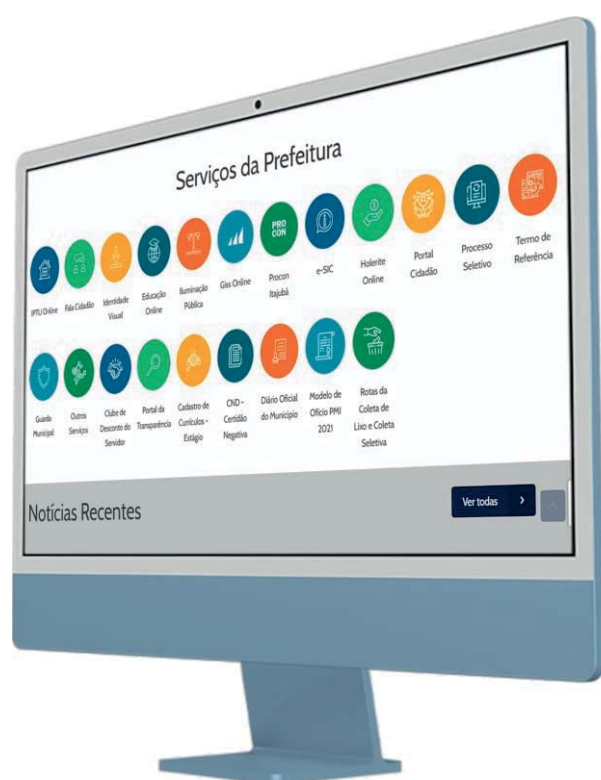 Serviços da Prefeitura
IPTU Online
Fala Cidadão
Identidade
Visual
Educação
Online
Iluminação
Pública
Giss Online
PRO
CON
Procon
Itajubá
e-SIC
Holerite
Online
Portal
Cidadão
Processo
Seletivo
Termo de
Referência
Guarda
Municipal
Outros
Serviços
Clube de
Desconto do
Servidor
Portal da
Transparência
Cadastro de
Currículos -
Estágio
CND -
Certidão
Negativa
Diário Oficial
do Município
Modelo de
Ofício PMI
2021
Rotas da
Coleta de
Lixo e Coleta
Seletiva
Notícias Recentes
Ver todas